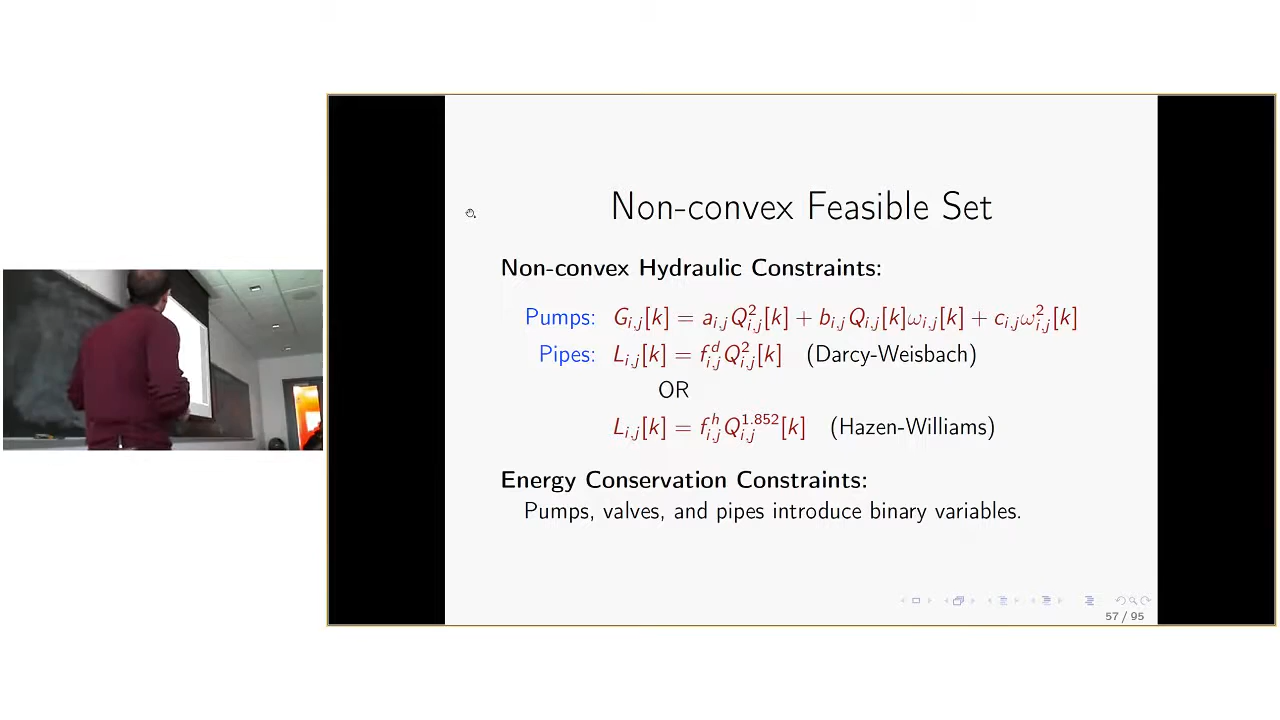 Non-convex Feasible Set
Non-convex Hydraulic Constraints:
Pumps: G_{i,j}[k] = a_{i,j}Q²_{i,j}[k] + b_{i,j}Q_{i,j}[k]ω_{i,j}[k] + c_{i,j}ω²_{i,j}[k]
Pipes: L_{i,j}[k] = f^d_{i,j}Q²_{i,j}[k] (Darcy-Weisbach)
OR
L_{i,j}[k] = f^h_{i,j}Q^{1.852}_{i,j}[k] (Hazen-Williams)
Energy Conservation Constraints:
Pumps, valves, and pipes introduce binary variables.
57 / 95